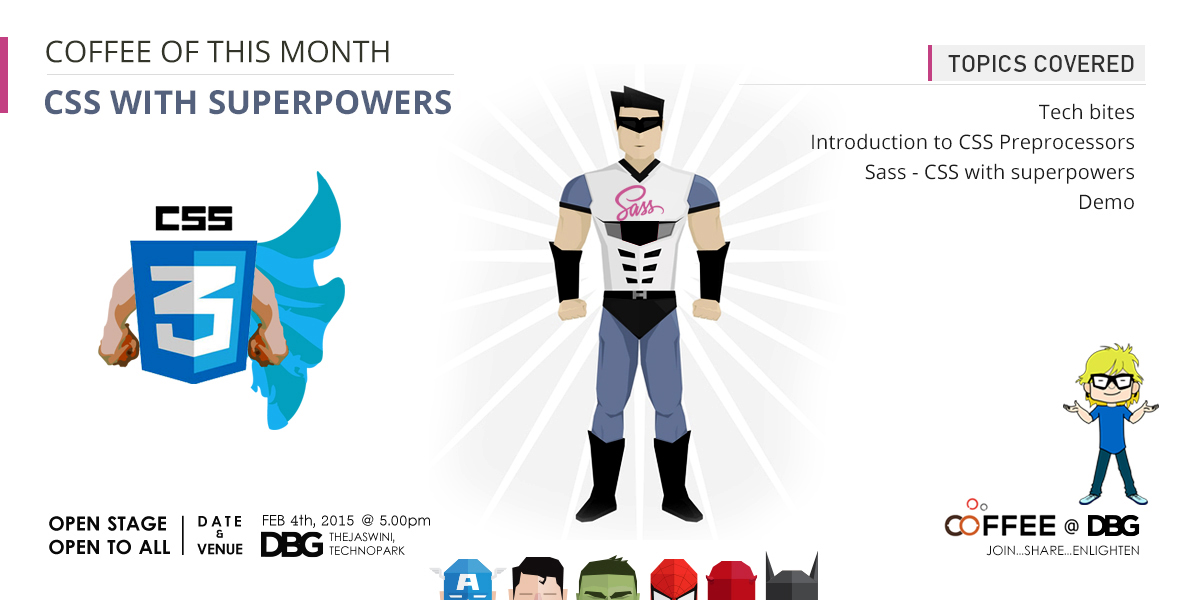 COFFEE OF THIS MONTH
CSS WITH SUPERPOWERS
TOPICS COVERED
Tech bites
Introduction to CSS Preprocessors
Sass - CSS with superpowers
Demo
CSS
3
Sass
OPEN STAGE
OPEN TO ALL
DATE
&
VENUE
FEB 4th, 2015 @ 5.00pm
DBG
THEJASWINI,
TECHNOPARK
A
COFFEE @ DBG
JOIN...SHARE...ENLIGHTEN